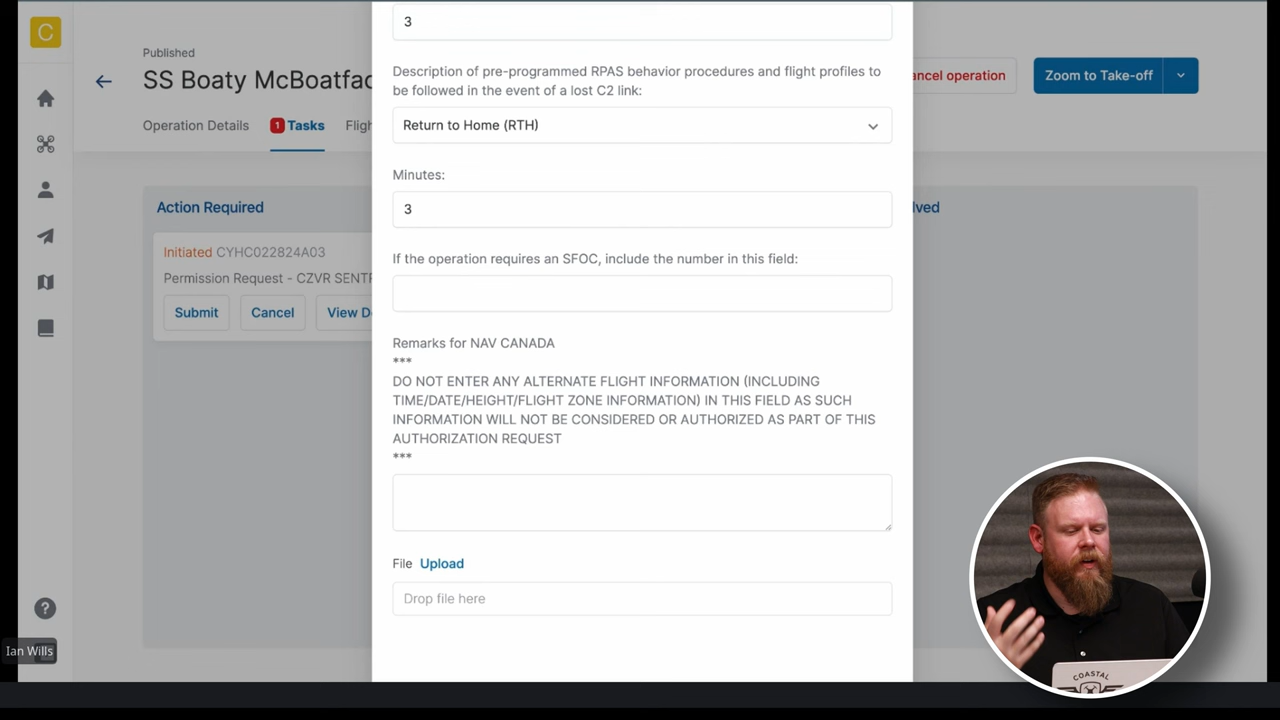 C
3
Published
SS Boaty McBoatfac
ancel operation
Zoom to Take-off
Description of pre-programmed RPAS behavior procedures and flight profiles to
be followed in the event of a lost C2 link:
Operation Details
1 Tasks
Fligh
Return to Home (RTH)
Minutes:
3
Action Required
lved
Initiated CYHC022824A03
Permission Request - CZVR SENTR
Submit
Cancel
View D
If the operation requires an SFOC, include the number in this field:
Remarks for NAV CANADA
***
DO NOT ENTER ANY ALTERNATE FLIGHT INFORMATION (INCLUDING
TIME/DATE/HEIGHT/FLIGHT ZONE INFORMATION) IN THIS FIELD AS SUCH
INFORMATION WILL NOT BE CONSIDERED OR AUTHORIZED AS PART OF THIS
AUTHORIZATION REQUEST
***
File Upload
Drop file here
?
Ian Wills
COASTAL